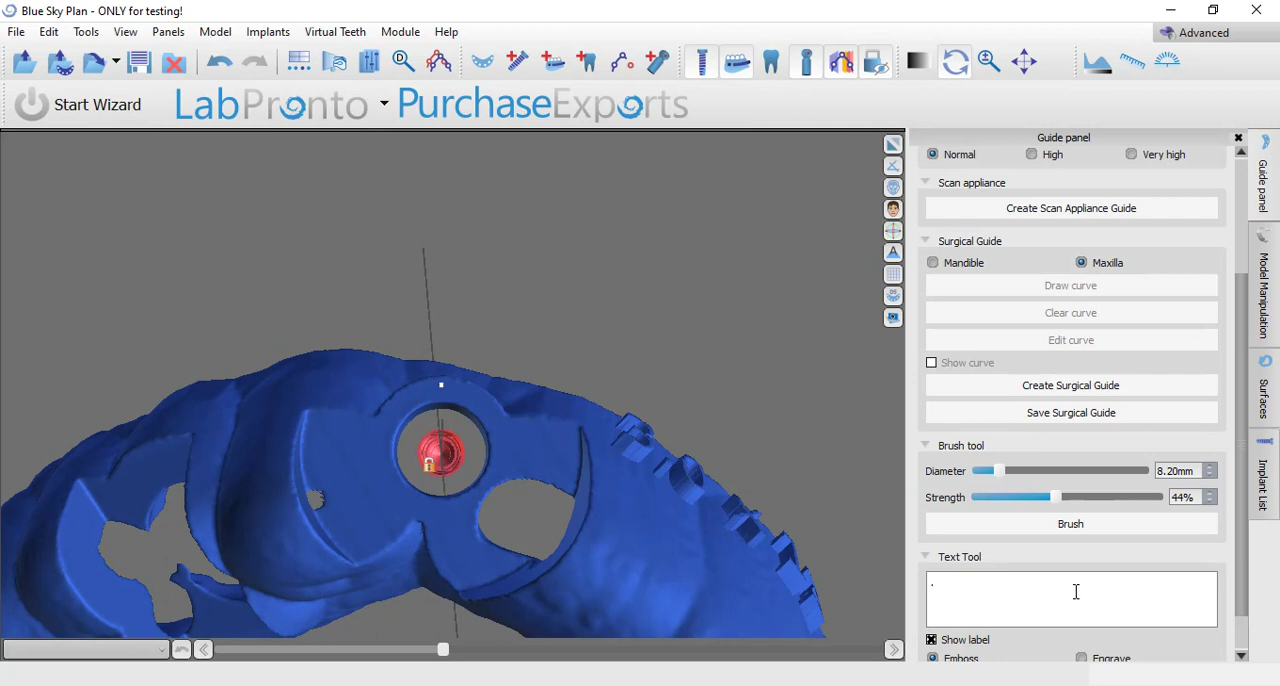 Blue Sky Plan - ONLY for testing!
File Edit Tools View Panels Model Implants Virtual Teeth Module Help
Advanced
Start Wizard LabPronto PurchaseExports
Guide panel
Normal High Very high
Scan appliance
Create Scan Appliance Guide
Surgical Guide
Mandible Maxilla
Draw curve
Clear curve
Edit curve
Show curve
Create Surgical Guide
Save Surgical Guide
Brush tool
Diameter 8.20mm
Strength 44%
Brush
Text Tool
.
Show label
Emboss Engrave
Guide panel
Model Manipulation
Surfaces
Implant List